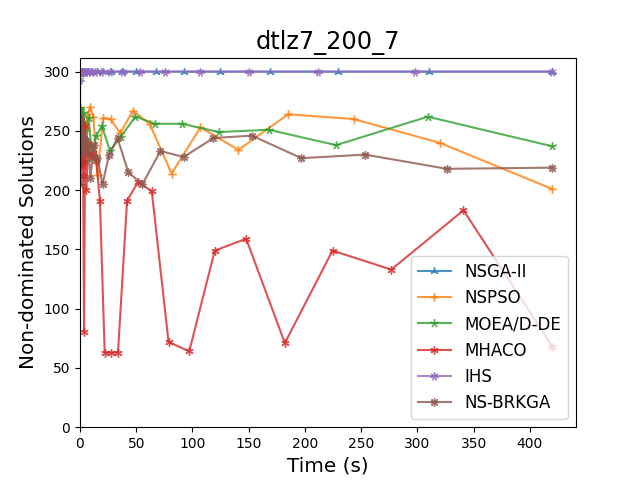 dtlz7_200_7
Non-dominated Solutions
300
250
200
150
100
50
0
0 50 100 150 200 250 300 350 400
Time (s)
NSGA-II
NSPSO
MOEA/D-DE
MHACO
IHS
NS-BRKGA